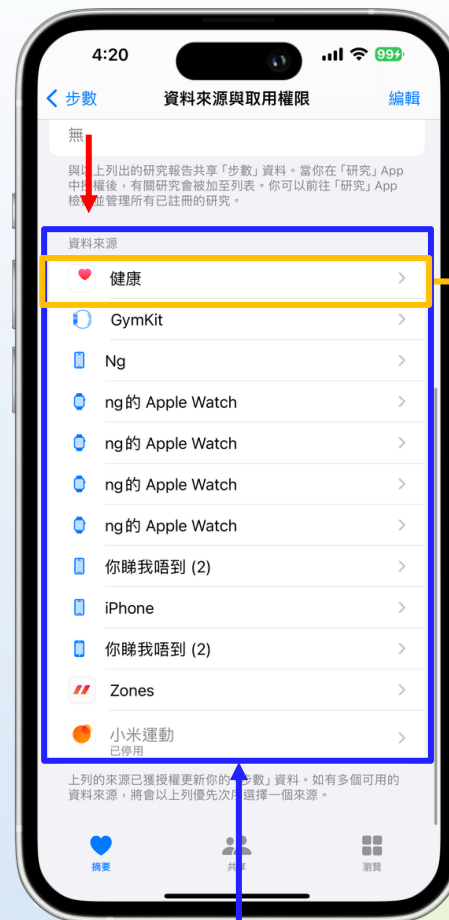 4:20
99
步數
資料來源與取用權限
編輯
無
與以上列出的研究報告共享「步數」資料。當你在「研究」App
中授權後，有關研究會被加至列表。你可以前往「研究」App
檢視並管理所有已註冊的研究。
資料來源
健康
GymKit
Ng
ng的 Apple Watch
ng的 Apple Watch
ng的 Apple Watch
ng的 Apple Watch
你睇我唔到 (2)
iPhone
你睇我唔到 (2)
Zones
小米運動
已停用
上列的來源已獲授權更新你的「步數」資料。如有多個可用的
資料來源，將會以上列優先次序選擇一個來源。
摘要
共享
瀏覽